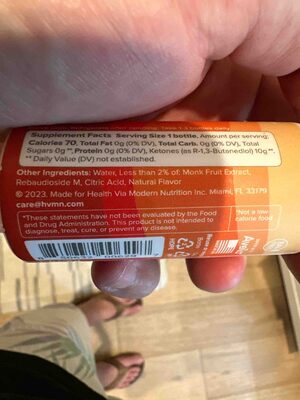 Supplement Facts Serving Size 1 bottle, Amount per serving:
Calories 70, Total Fat 0g (0% DV), Total Carb. 0g (0% DV), Total
Sugars 0g**, Protein 0g (0% DV), Ketones (as R-1,3-Butanediol) 10g**.
**Daily Value (DV) not established.
Other Ingredients: Water, Less than 2% of: Monk Fruit Extract,
Rebaudioside M, Citric Acid, Natural Flavor
© 2023. Made for Health Via Modern Nutrition Inc. Miami, FL 33179
care@hvmn.com
*These statements have not been evaluated by the Food
and Drug Administration. This product is not intended to
diagnose, treat, cure, or prevent any disease.
*Not a low
calorie food